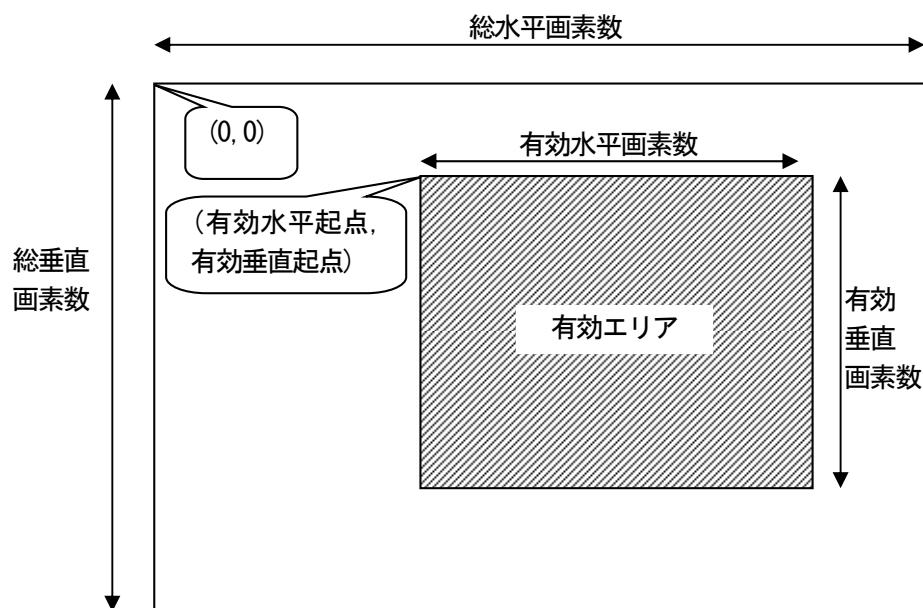 総水平画素数
(0,0)
有効水平画素数
(有効水平起点,
有効垂直起点)
総垂直
画素数
有効エリア
有効
垂直
画素数